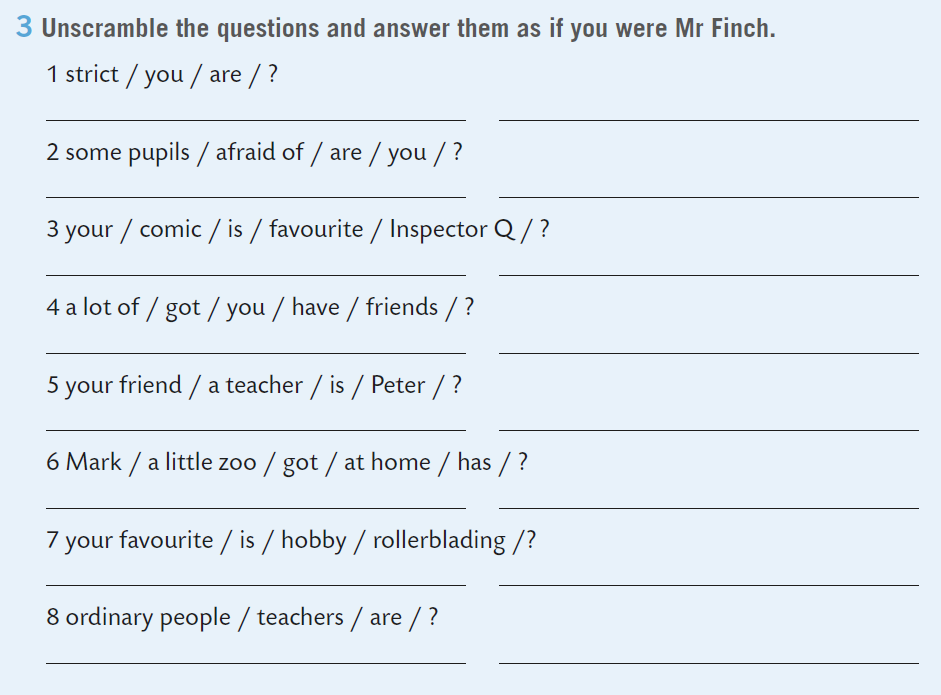 3 Unscramble the questions and answer them as if you were Mr Finch.
1 strict / you / are / ?
2 some pupils / afraid of / are / you / ?
3 your / comic / is / favourite / Inspector Q / ?
4 a lot of / got / you / have / friends / ?
5 your friend / a teacher / is / Peter / ?
6 Mark / a little zoo / got / at home / has / ?
7 your favourite / is / hobby / rollerblading /?
8 ordinary people / teachers / are / ?